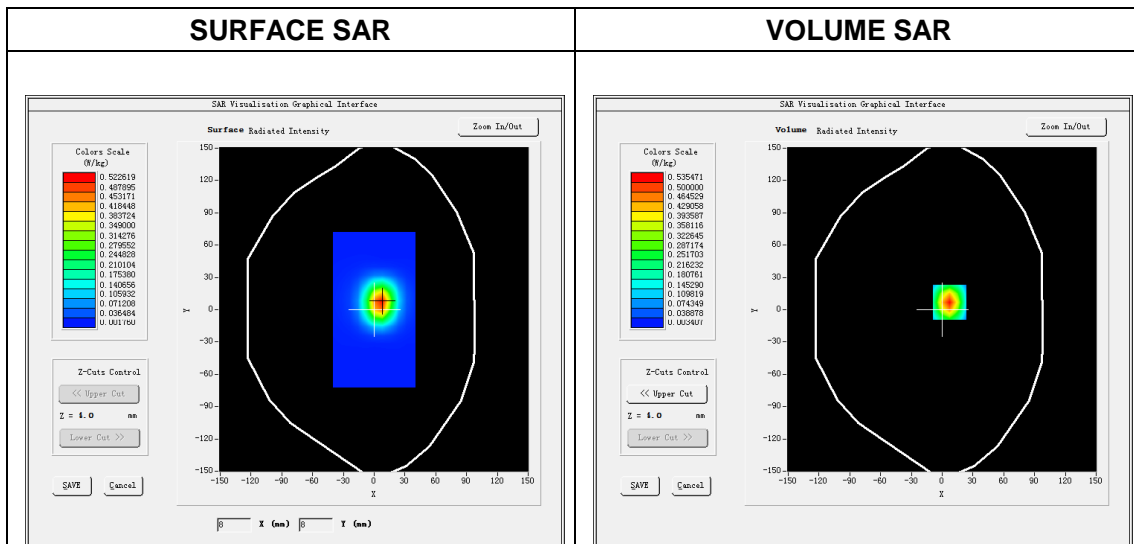 SURFACE SAR
VOLUME SAR
SAR Visualisation Graphical Interface
Surface Radiated Intensity
Zoom In/Out
Colors Scale
(W/kg)
0.522619
0.487895
0.453171
0.418448
0.383724
0.349000
0.314276
0.279552
0.244828
0.210104
0.175380
0.140656
0.105932
0.071208
0.036484
0.001760
Z-Cuts Control
<< Upper Cut
Z = 4.0 mm
Lower Cut >>
SAVE Cancel
150
120
90
60
30
0
-30
-60
-90
-120
-150
Y
-150 -120 -90 -60 -30 0 30 60 90 120 150
X
8 X (mm) 8 Y (mm)
SAR Visualisation Graphical Interface
Volume Radiated Intensity
Zoom In/Out
Colors Scale
(W/kg)
0.535471
0.500000
0.464529
0.429058
0.393587
0.358116
0.322645
0.287174
0.251703
0.216232
0.180761
0.145290
0.109819
0.074349
0.038878
0.003407
Z-Cuts Control
<< Upper Cut
Z = 4.0 mm
Lower Cut >>
SAVE Cancel
150
120
90
60
30
0
-30
-60
-90
-120
-150
Y
-150 -120 -90 -60 -30 0 30 60 90 120 150
X